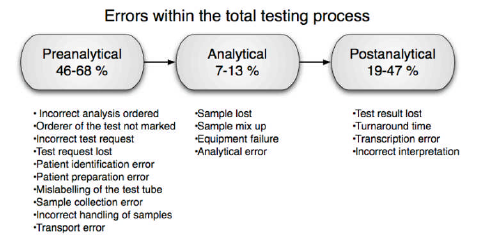 Errors within the total testing process
Preanalytical
46-68 %
Analytical
7-13 %
Postanalytical
19-47 %
• Incorrect analysis ordered
•Orderer of the test not marked
•Incorrect test request
•Test request lost
•Patient identification error
•Patient preparation error
•Mislabelling of the test tube
•Sample collection error
•Incorrect handling of samples
•Transport error
•Sample lost
•Sample mix up
•Equipment failure
•Analytical error
•Test result lost
•Turnaround time
•Transcription error
•Incorrect interpretation